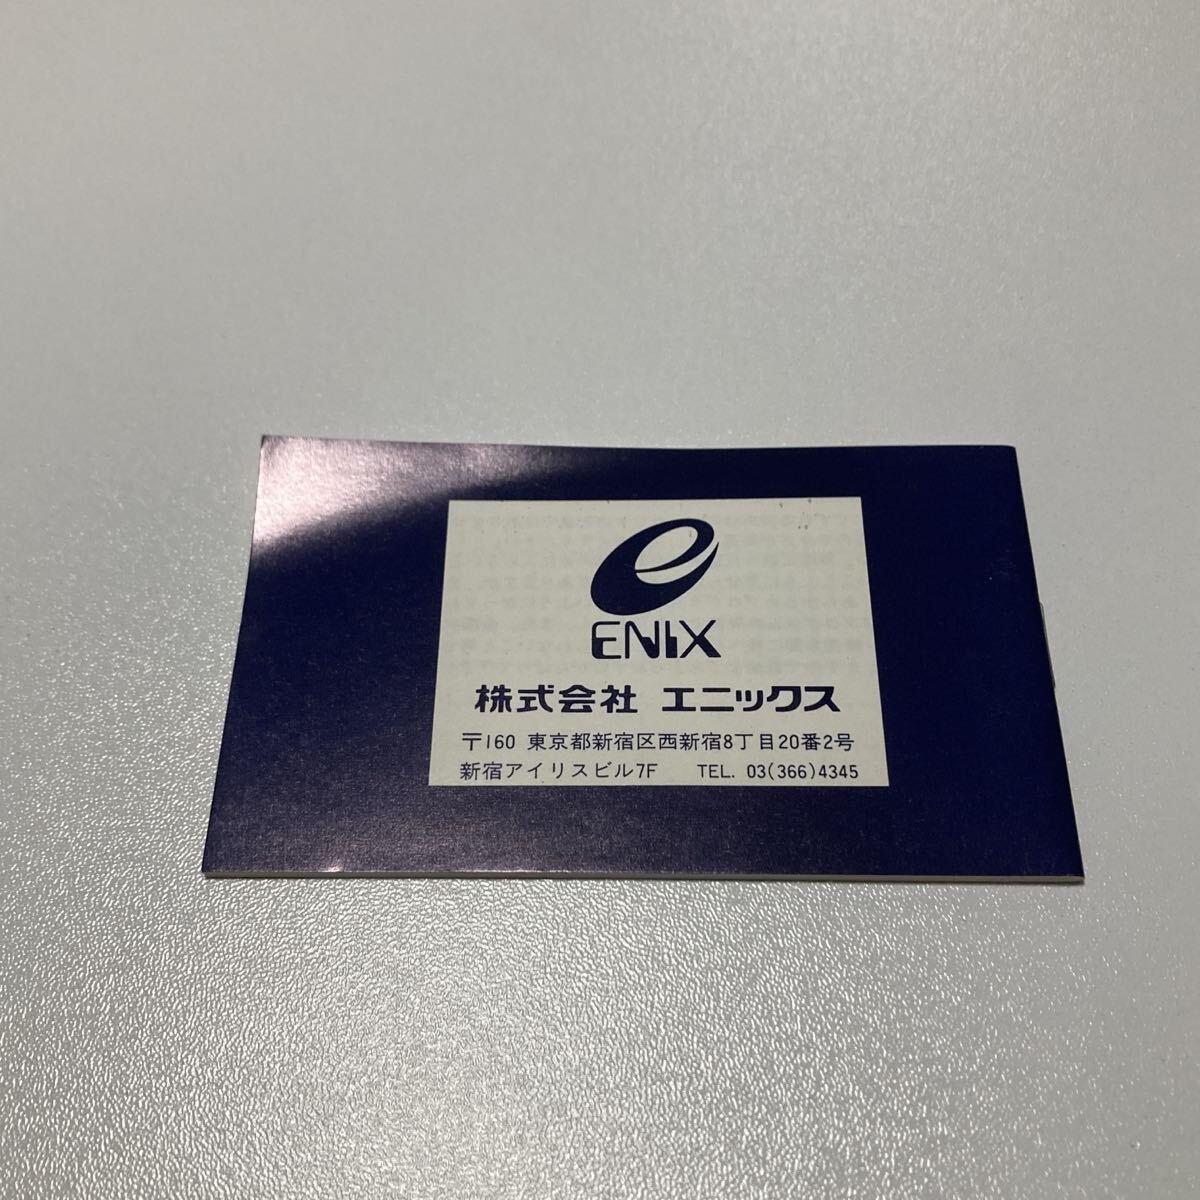 ENIX
株式会社 エニックス
〒160 東京都新宿区西新宿8丁目20番2号
新宿アイリスビル7F TEL. 03(366)4345